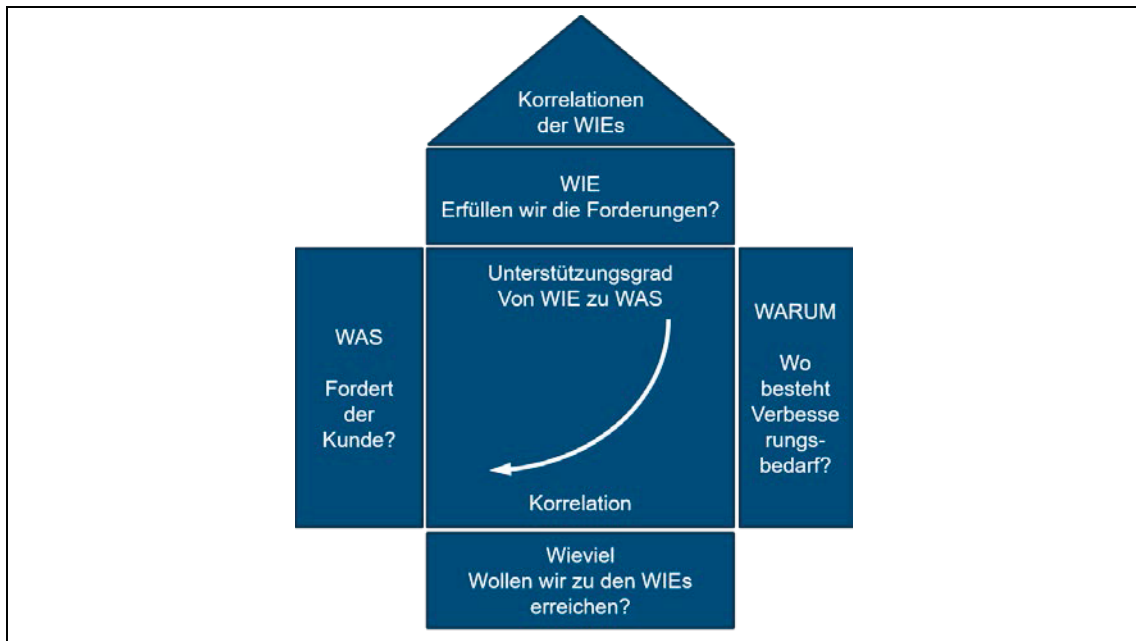 Korrelationen
der WIEs
WIE
Erfüllen wir die Forderungen?
WAS
Fordert
der
Kunde?
Unterstützungsgrad
Von WIE zu WAS
Korrelation
WARUM
Wo
besteht
Verbesse
rungs-
bedarf?
Wieviel
Wollen wir zu den WIEs
erreichen?